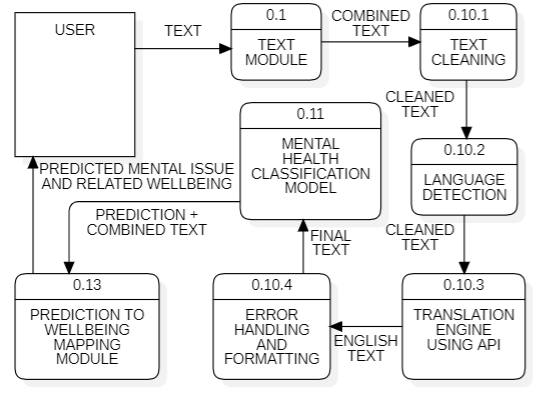 USER
TEXT
0.1
TEXT
MODULE
COMBINED
TEXT
0.10.1
TEXT
CLEANING
CLEANED
TEXT
0.10.2
LANGUAGE
DETECTION
CLEANED
TEXT
0.10.3
TRANSLATION
ENGINE
USING API
ENGLISH
TEXT
0.10.4
ERROR
HANDLING
AND
FORMATTING
FINAL
TEXT
0.11
MENTAL
HEALTH
CLASSIFICATION
MODEL
PREDICTION +
COMBINED TEXT
0.13
PREDICTION TO
WELLBEING
MAPPING
MODULE
PREDICTED MENTAL ISSUE
AND RELATED WELLBEING